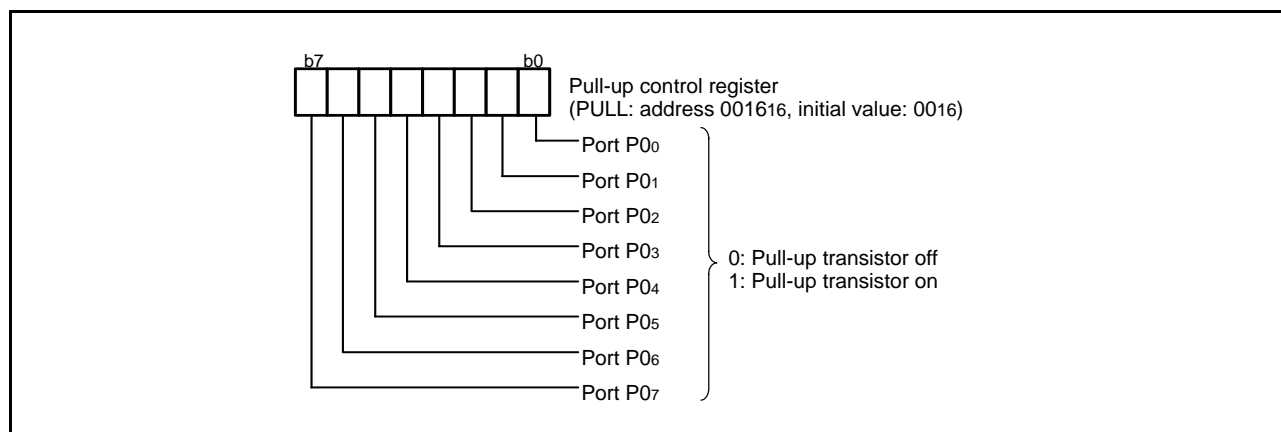 b7 b0
Pull-up control register
(PULL: address 001616, initial value: 0016)
Port P00
Port P01
Port P02
Port P03
Port P04
Port P05
Port P06
Port P07
0: Pull-up transistor off
1: Pull-up transistor on